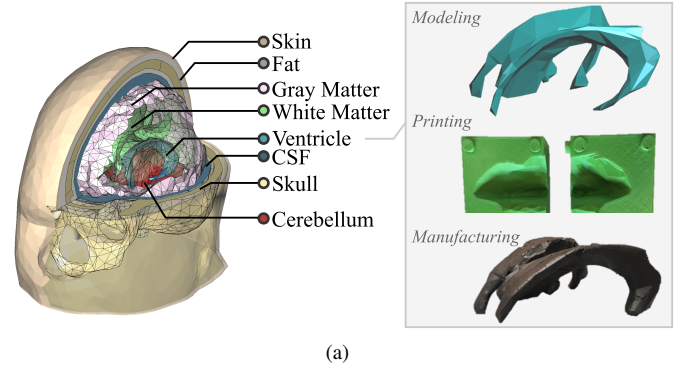 Skin
Fat
Gray Matter
White Matter
Ventricle
CSF
Skull
Cerebellum
Modeling
Printing
Manufacturing
(a)